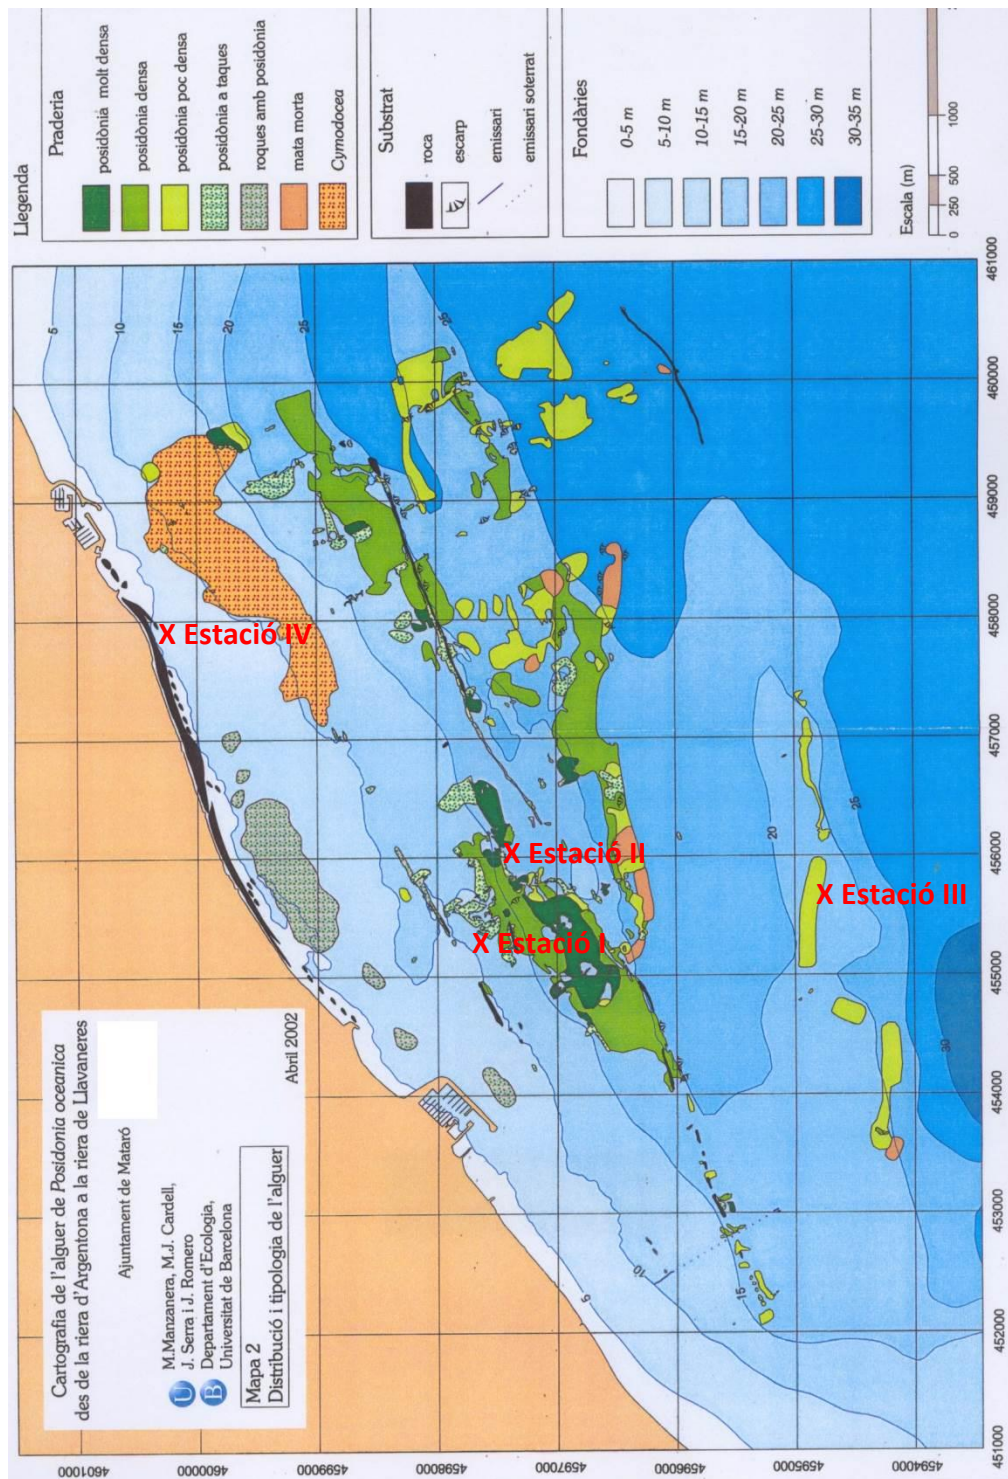 Llegenda
Praderia
posidònia molt densa
posidònia densa
posidònia poc densa
posidònia a taques
roques amb posidònia
mata morta
Cymodocea
Substrat
roca
escarp
emissari
emissari soterrat
Fondàries
0-5 m
5-10 m
10-15 m
15-20 m
20-25 m
25-30 m
30-35 m
Escala (m)
0
250
500
1000
5
10
15
20
25
25
20
25
30
5
10
15
X Estació IV
X Estació II
X Estació III
X Estació I
461000
460000
459000
458000
457000
456000
455000
454000
453000
452000
451000
4601000
4600000
4599000
4598000
4597000
4596000
4595000
4594000
Cartografia de l'alguer de Posidonia oceanica
des de la riera d'Argentona a la riera de Llavaneres
Ajuntament de Mataró
Abril 2002
U
B
M.Manzanera, M.J. Cardell,
J. Serra i J. Romero
Departament d'Ecologia,
Universitat de Barcelona
Mapa 2
Distribució i tipologia de l'alguer